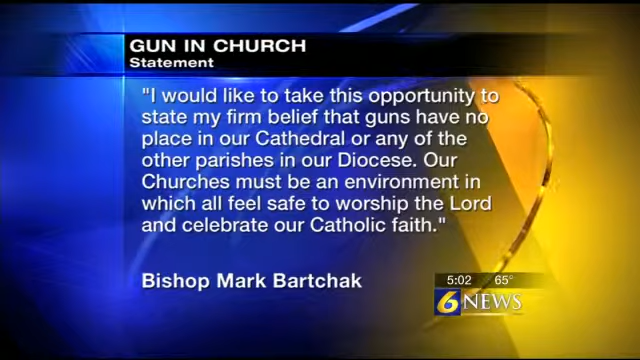 GUN IN CHURCH
Statement
"I would like to take this opportunity to
state my firm belief that guns have no
place in our Cathedral or any of the
other parishes in our Diocese. Our
Churches must be an environment in
which all feel safe to worship the Lord
and celebrate our Catholic faith."
Bishop Mark Bartchak
5:02 65°
6 NEWS